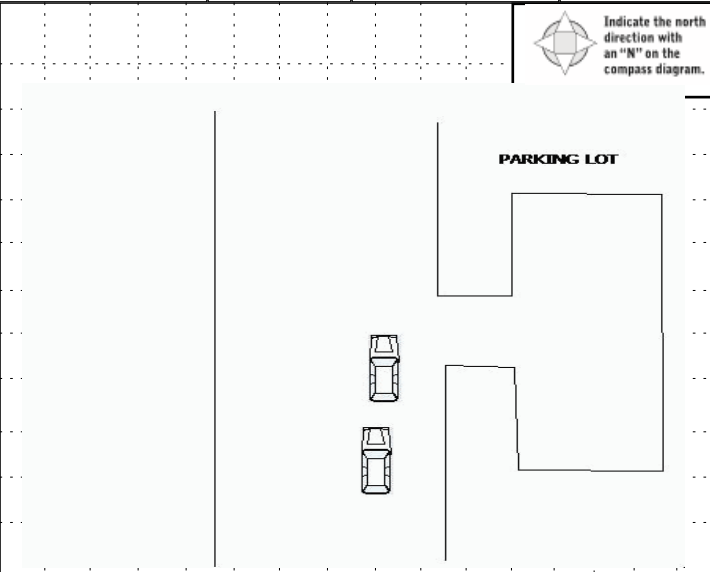 Indicate the north
direction with
an “N” on the
compass diagram.
PARKING LOT